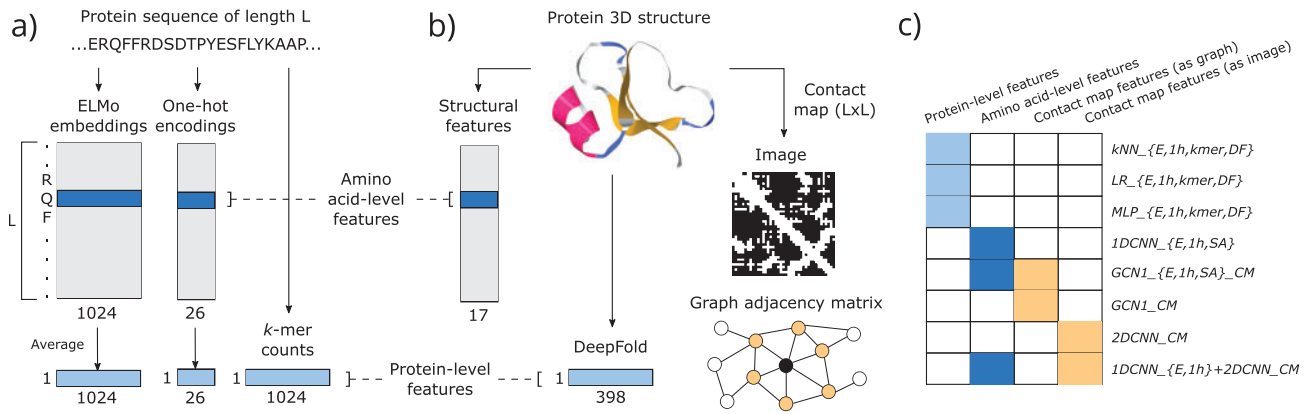 a)
Protein sequence of length L
...ERQFFRDSDTPYESFLYKAAP...
ELMo
embeddings
One-hot
encodings
L
.
.
R
Q
F
.
.
.
.
1024
26
Average
k-mer
counts
1
1024
1
26
1
1024
Amino
acid-level
features
Protein-level
features
b)
Protein 3D structure
Structural
features
17
Contact
map (LxL)
Image
Graph adjacency matrix
DeepFold
1
398
c)
Protein-level features
Amino acid-level features
Contact map features (as graph)
Contact map features (as image)
kNN_{E,1h,kmer,DF}
LR_{E,1h,kmer,DF}
MLP_{E,1h,kmer,DF}
1DCNN_{E,1h,SA}
GCN1_{E,1h,SA}_CM
GCN1_CM
2DCNN_CM
1DCNN_{E,1h}+2DCNN_CM